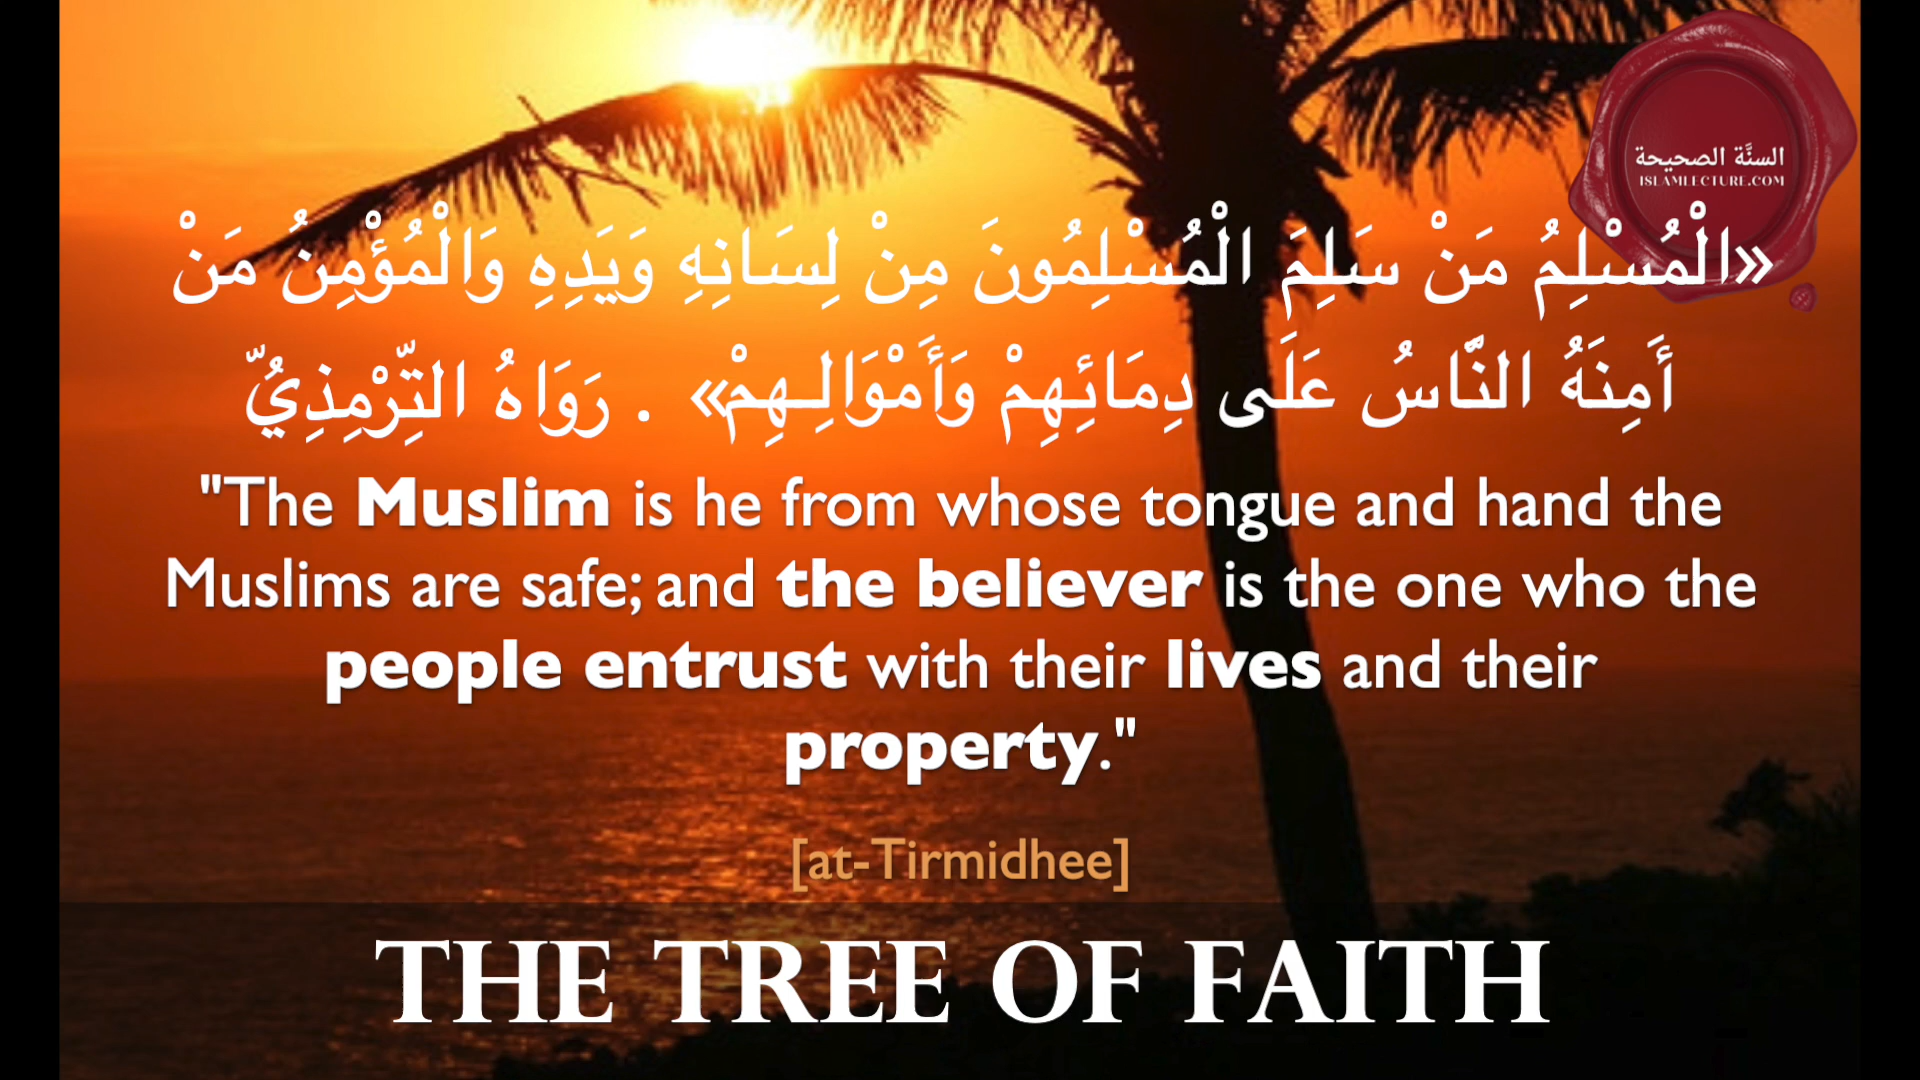 السنَّة الصحيحة
ISLAMLECTURE.COM
«الْمُسْلِمُ مَنْ سَلِمَ الْمُسْلِمُونَ مِنْ لِسَانِهِ وَيَدِهِ وَالْمُؤْمِنُ مَنْ
أَمِنَهُ النَّاسُ عَلَى دِمَائِهِمْ وَأَمْوَالِهِمْ» . رَوَاهُ التِّرْمِذِيُّ
"The Muslim is he from whose tongue and hand the
Muslims are safe; and the believer is the one who the
people entrust with their lives and their
property."
[at-Tirmidhee]
THE TREE OF FAITH